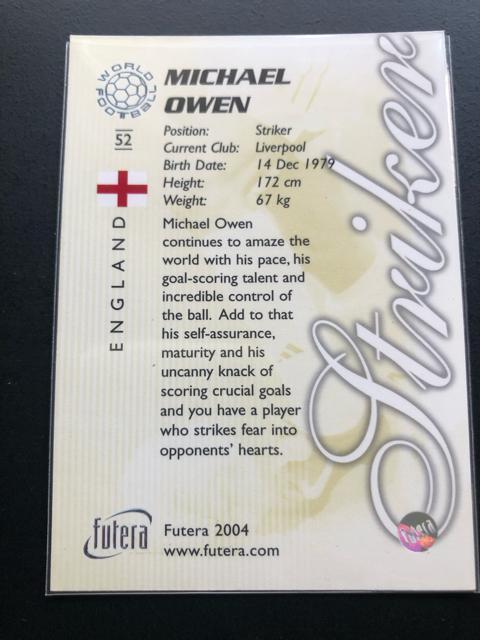 WORLD FOOTBALL
MICHAEL
OWEN
52
Position: Striker
Current Club: Liverpool
Birth Date: 14 Dec 1979
Height: 172 cm
Weight: 67 kg
ENGLAND
Michael Owen
continues to amaze the
world with his pace, his
goal-scoring talent and
incredible control of
the ball. Add to that
his self-assurance,
maturity and his
uncanny knack of
scoring crucial goals
and you have a player
who strikes fear into
opponents' hearts.
Striker
futera
Futera 2004
www.futera.com
futera